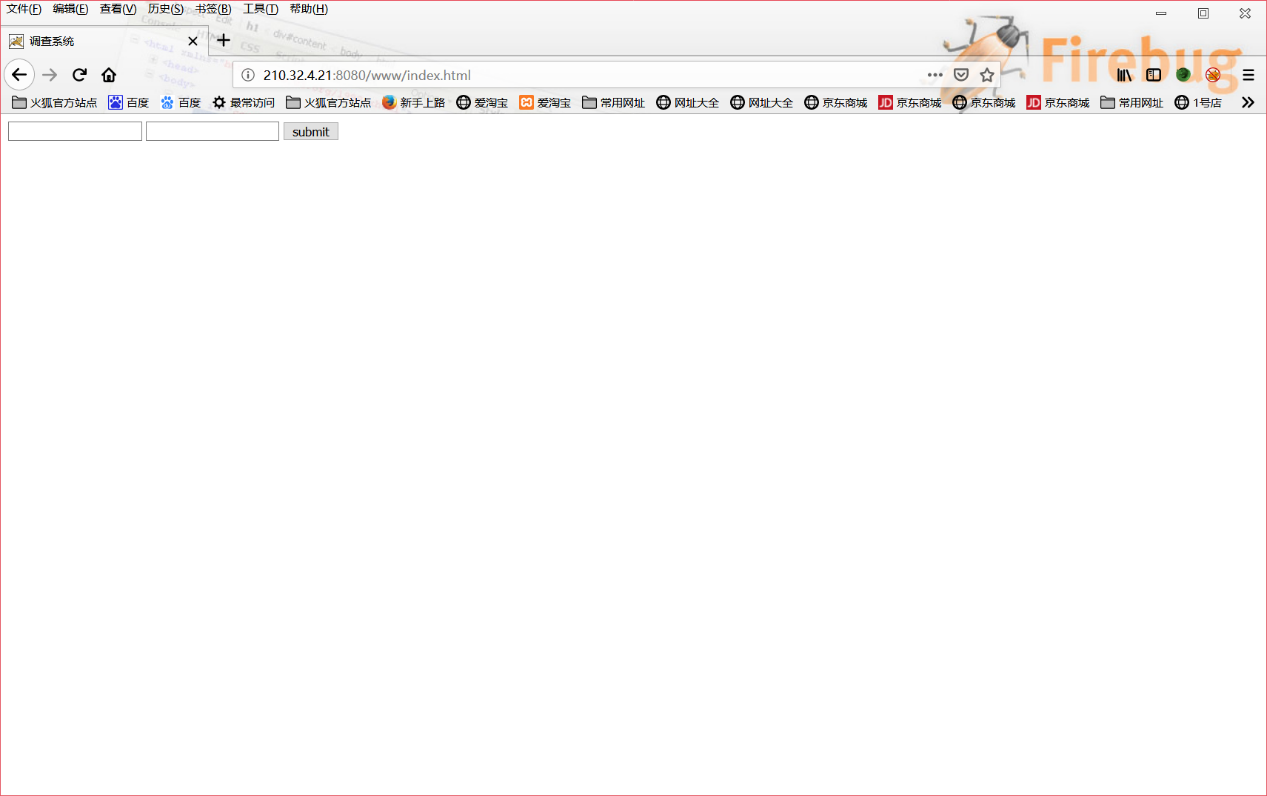 文件(F) 编辑(E) 查看(V) 历史(S) 书签(B) 工具(T) 帮助(H)
调查系统
Firebug
210.32.4.21:8080/www/index.html
火狐官方站点 百度 百度 最常访问 火狐官方站点 新手上路 爱淘宝 爱淘宝 常用网址 网址大全 网址大全 京东商城 JD 京东商城 京东商城 JD 京东商城 常用网址 1号店
submit